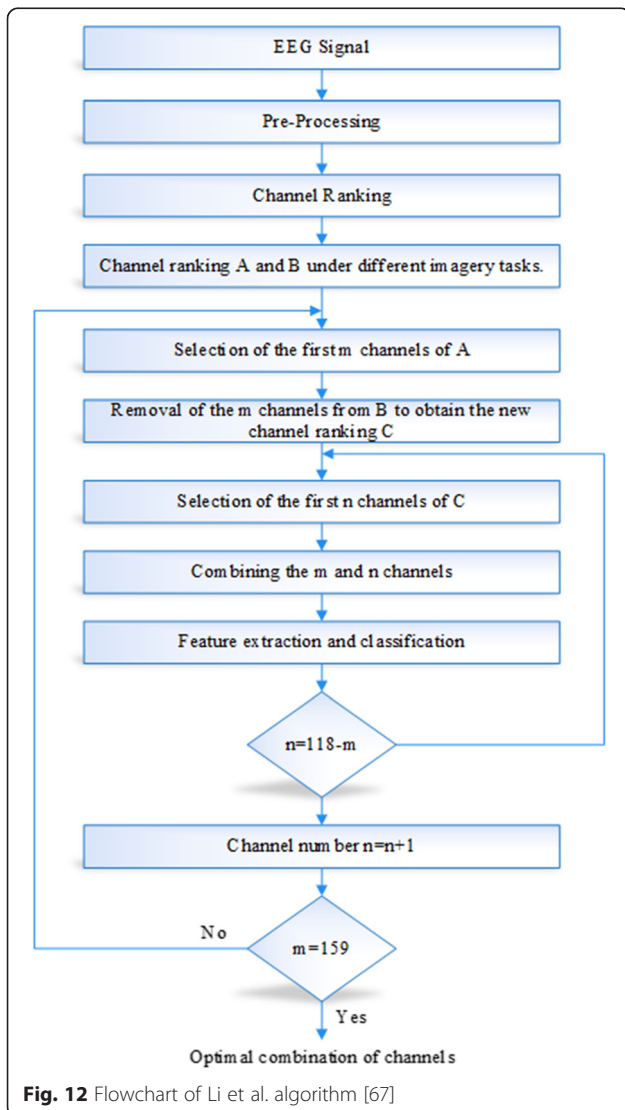 EEG Signal
Pre-Processing
Channel Ranking
Channel ranking A and B under different imagery tasks.
Selection of the first m channels of A
Removal of the m channels from B to obtain the new
channel ranking C
Selection of the first n channels of C
Combining the m and n channels
Feature extraction and classification
n=118-m
Channel number n=n+1
No
m=159
Yes
Optimal combination of channels
Fig. 12 Flowchart of Li et al. algorithm [67]